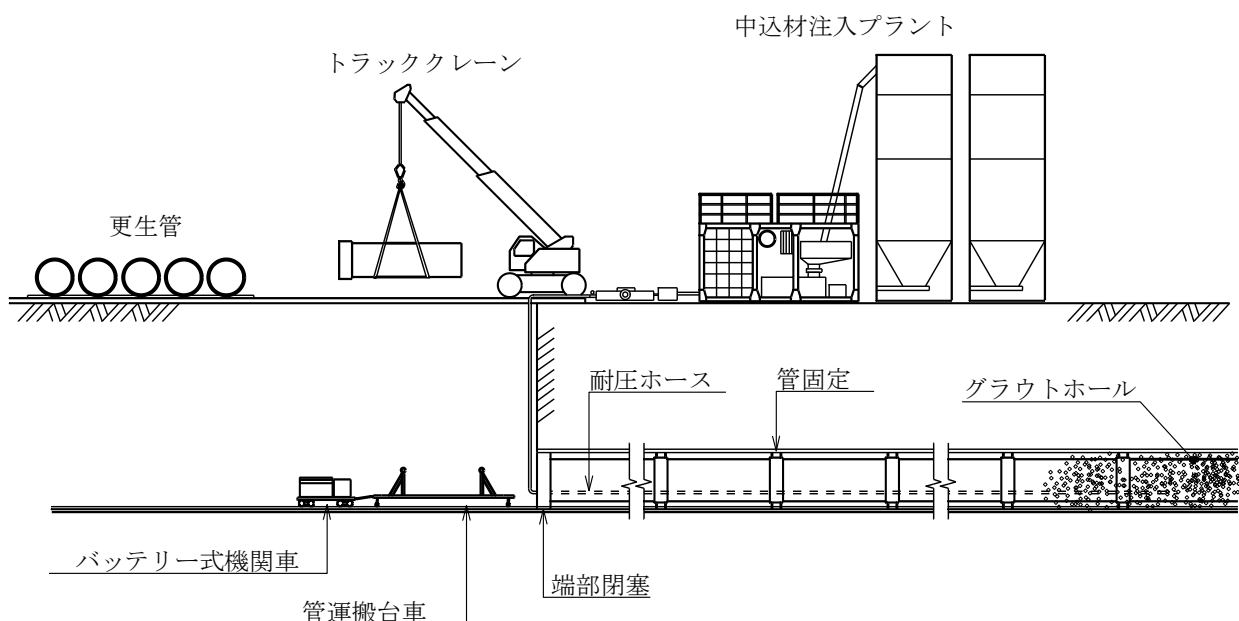 中込材注入プラント
トラッククレーン
更生管
耐圧ホース
管固定
グラウトホール
バッテリー式機関車
端部閉塞
管運搬台車